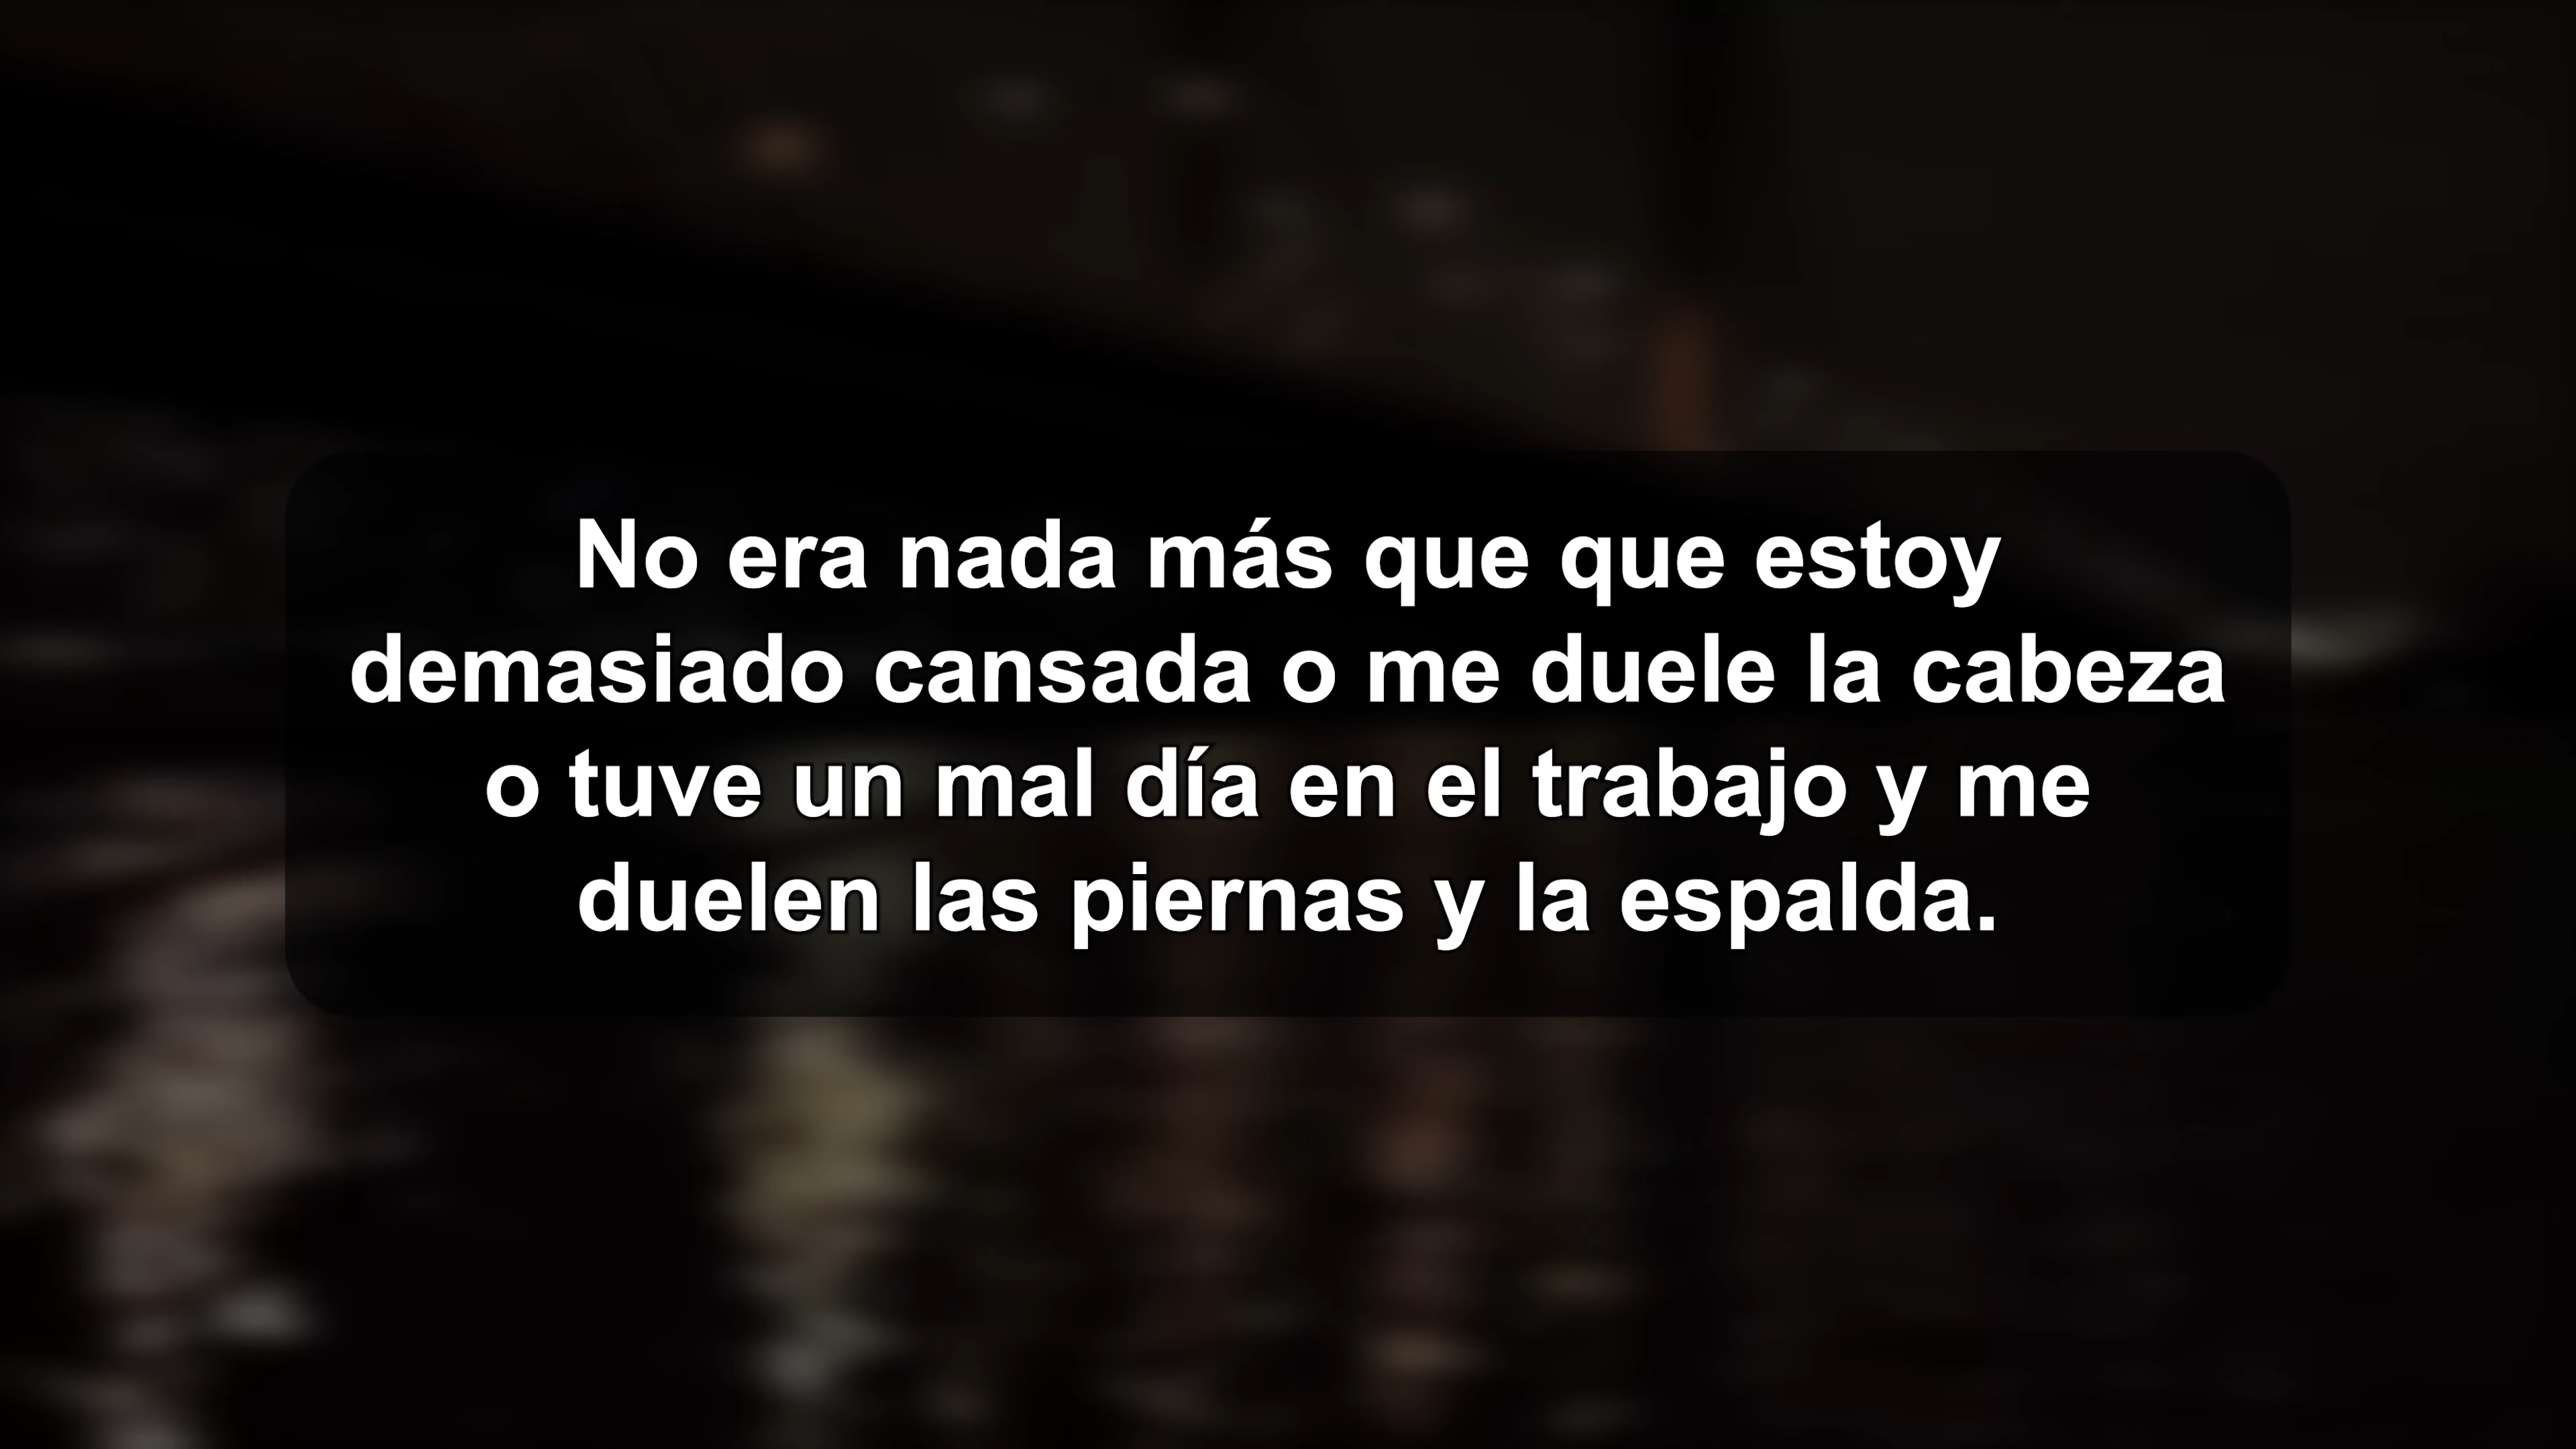 No era nada más que que estoy
demasiado cansada o me duele la cabeza
o tuve un mal día en el trabajo y me
duelen las piernas y la espalda.